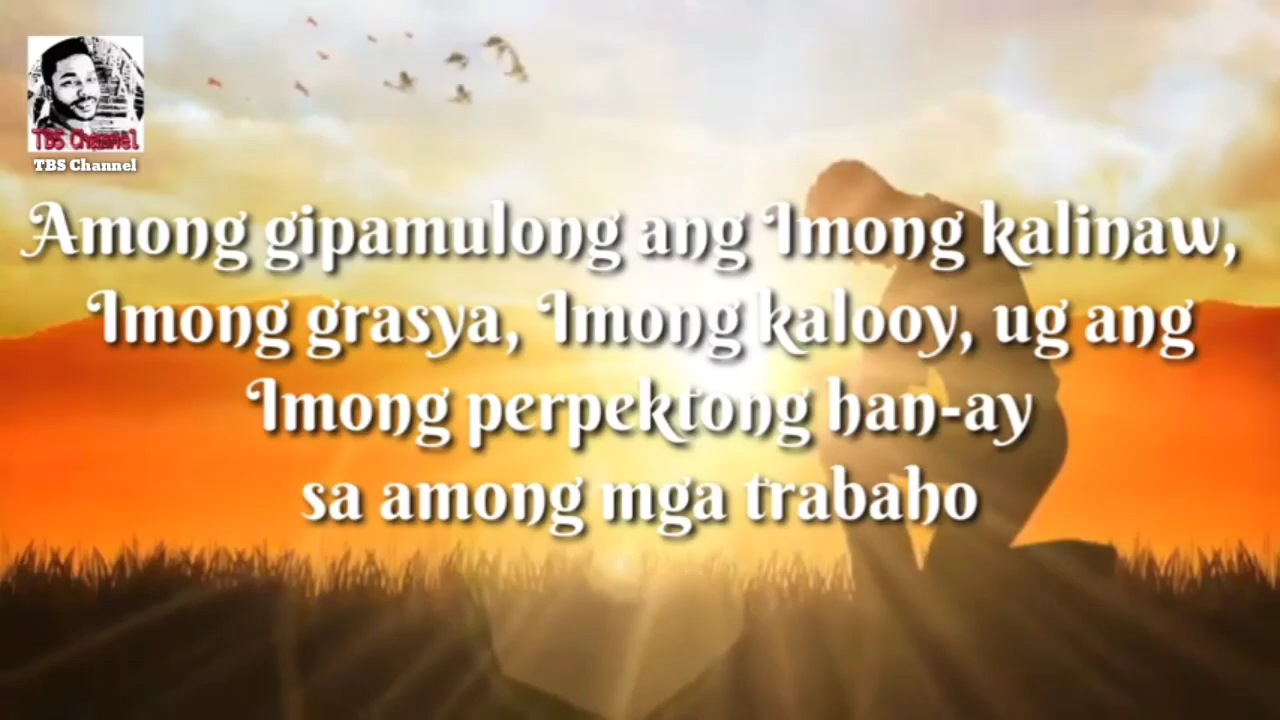 TBS Channel
TBS Channel
Among gipamulong ang Imong kalinaw,
Imong grasya, Imong kalooy, ug ang
Imong perpektong han-ay
sa among mga trabaho